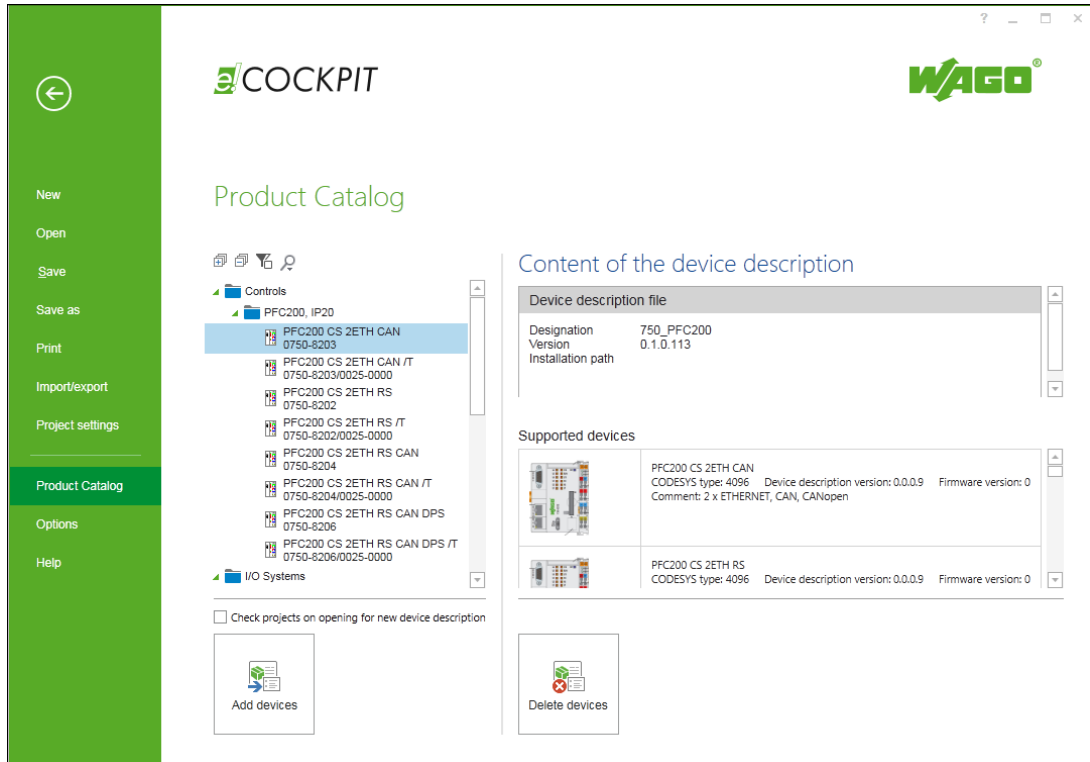 ? 
e!COCKPIT
WAGO®
New
Open
Save
Save as
Print
Import/export
Project settings
Product Catalog
Options
Help
Product Catalog
Controls
PFC200, IP20
PFC200 CS 2ETH CAN
0750-8203
PFC200 CS 2ETH CAN /T
0750-8203/0025-0000
PFC200 CS 2ETH RS
0750-8202
PFC200 CS 2ETH RS /T
0750-8202/0025-0000
PFC200 CS 2ETH RS CAN
0750-8204
PFC200 CS 2ETH RS CAN /T
0750-8204/0025-0000
PFC200 CS 2ETH RS CAN DPS
0750-8206
PFC200 CS 2ETH RS CAN DPS /T
0750-8206/0025-0000
I/O Systems
Check projects on opening for new device description
Add devices
Content of the device description
Device description file
Designation 750_PFC200
Version 0.1.0.113
Installation path
Supported devices
PFC200 CS 2ETH CAN
CODESYS type: 4096 Device description version: 0.0.0.9 Firmware version: 0
Comment: 2 x ETHERNET, CAN, CANopen
PFC200 CS 2ETH RS
CODESYS type: 4096 Device description version: 0.0.0.9 Firmware version: 0
Delete devices